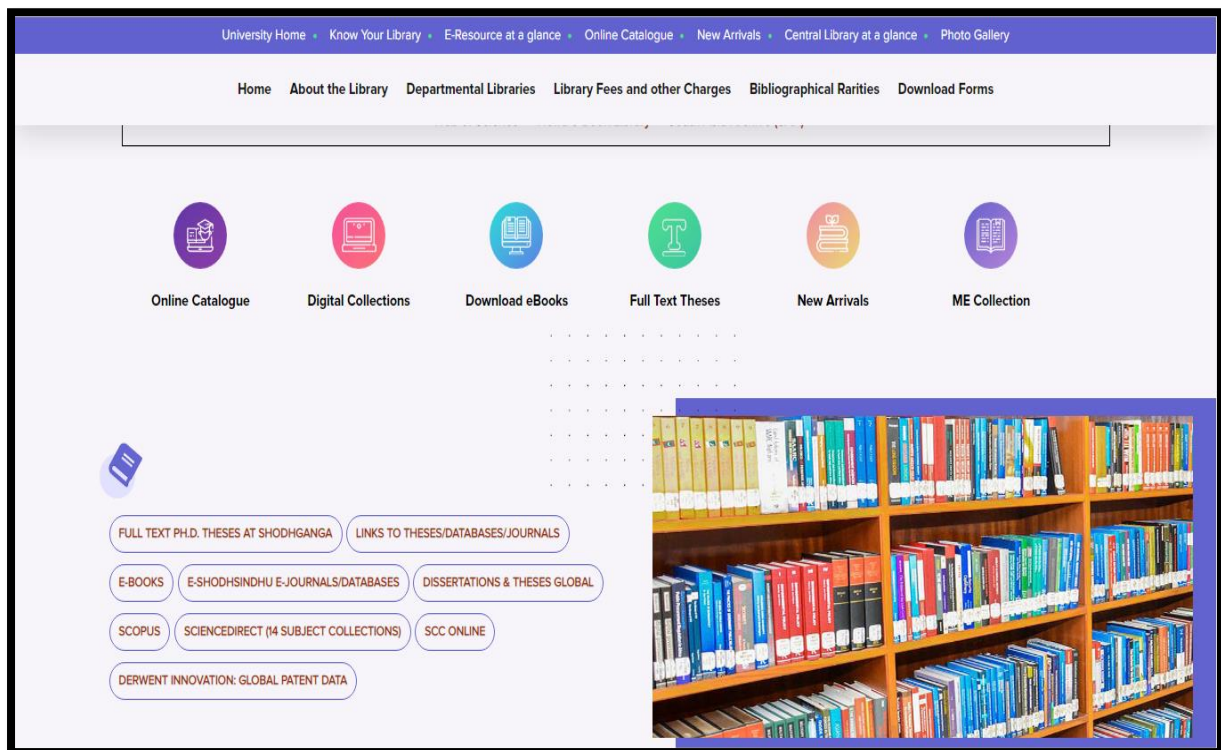 University Home • Know Your Library • E-Resource at a glance • Online Catalogue • New Arrivals • Central Library at a glance • Photo Gallery
Home About the Library Departmental Libraries Library Fees and other Charges Bibliographical Rarities Download Forms
Online Catalogue Digital Collections Download eBooks Full Text Theses New Arrivals ME Collection
FULL TEXT PH.D. THESES AT SHODHGANGA LINKS TO THESES/DATABASES/JOURNALS
E-BOOKS E-SHODHSINDHU E-JOURNALS/DATABASES DISSERTATIONS & THESES GLOBAL
SCOPUS SCIENCEDIRECT (14 SUBJECT COLLECTIONS) SCC ONLINE
DERWENT INNOVATION: GLOBAL PATENT DATA